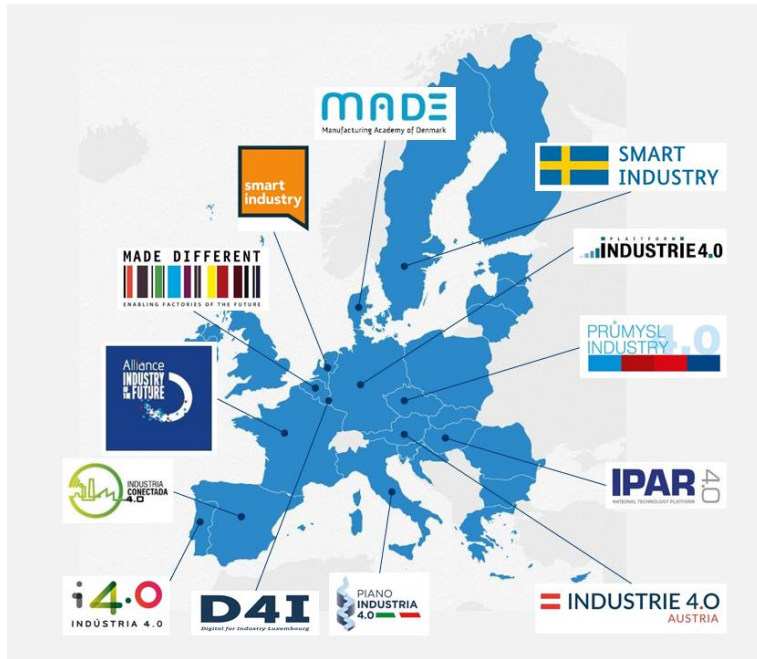 MADE
Manufacturing Academy of Denmark
smart
industry
SMART
INDUSTRY
MADE DIFFERENT
ENABLING FACTORIES OF THE FUTURE
PLATTFORM
INDUSTRIE 4.0
PRŮMYSL
INDUSTRY 4.0
Alliance
INDUSTRY
OF THE FUTURE
INDUSTRIA
CONECTADA
4.0
IPAR 4.0
NATIONAL TECHNOLOGY PLATFORM
i4.0
INDÚSTRIA 4.0
D4I
Digital for Industry Luxembourg
PIANO
INDUSTRIA
4.0
INDUSTRIE 4.0
AUSTRIA